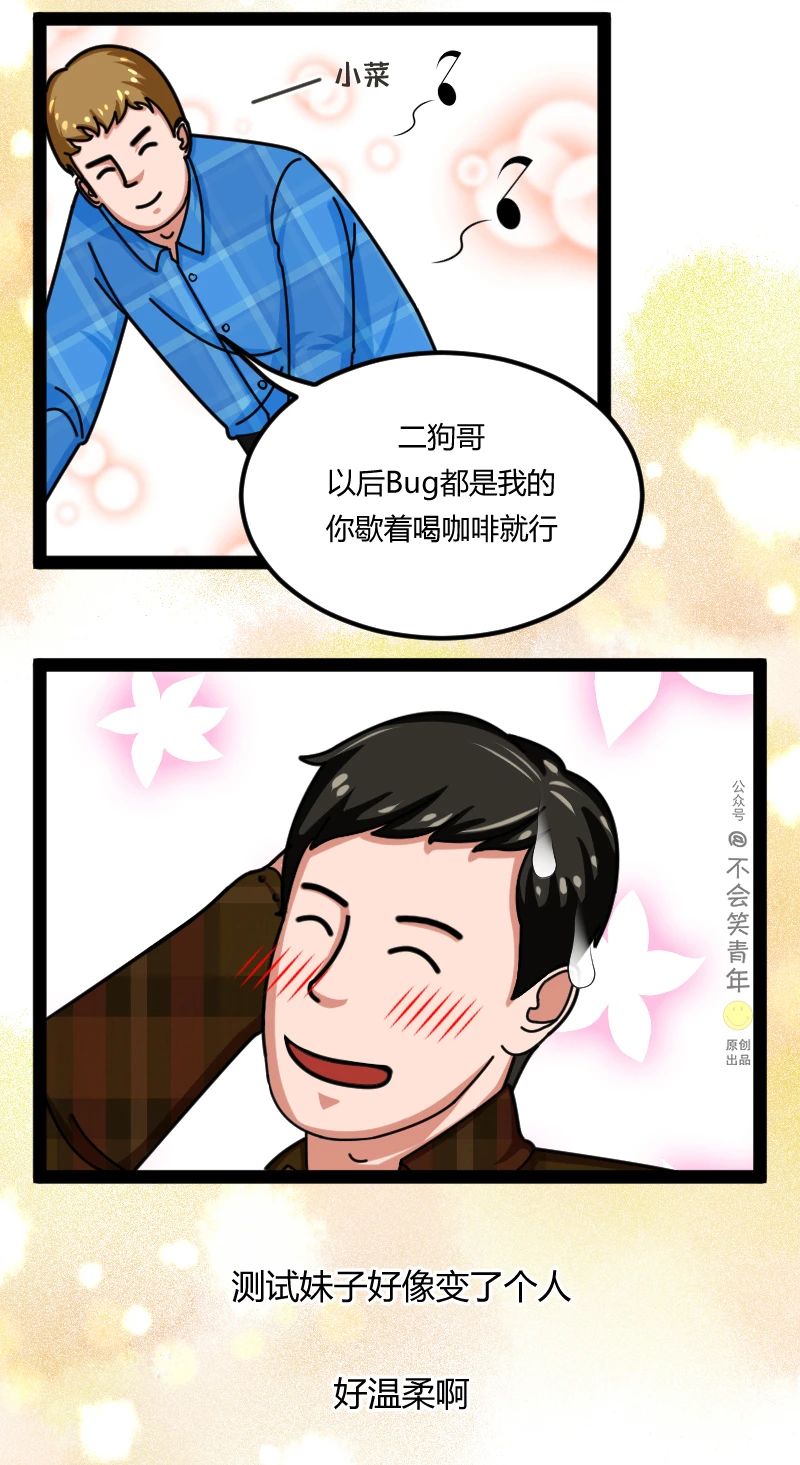 小菜
二狗哥
以后Bug都是我的
你歇着喝咖啡就行
公众号
@不会笑青年
原创
出品
测试妹子好像变了个人
好温柔啊